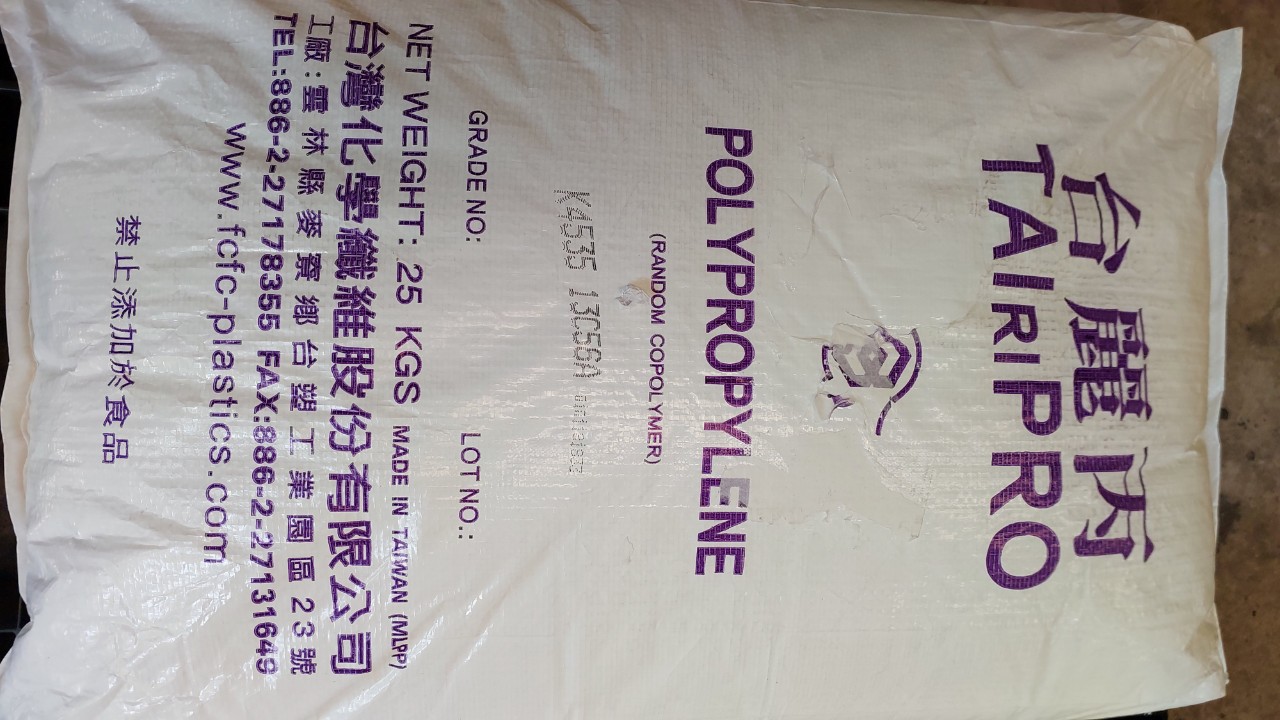 台麗丙
TAIRIPRO
POLYPROPYLENE
(RANDOM COPOLYMER)
K4535 13C58A
GRADE NO: LOT NO.:
NET WEIGHT: 25 KGS MADE IN TAIWAN (MLPP)
台灣化學纖維股份有限公司
工廠:雲林縣麥寮鄉台塑工業園區23號
TEL:886-2-27178355 FAX:886-2-27131649
www.fcfc-plastics.com
禁止添加於食品